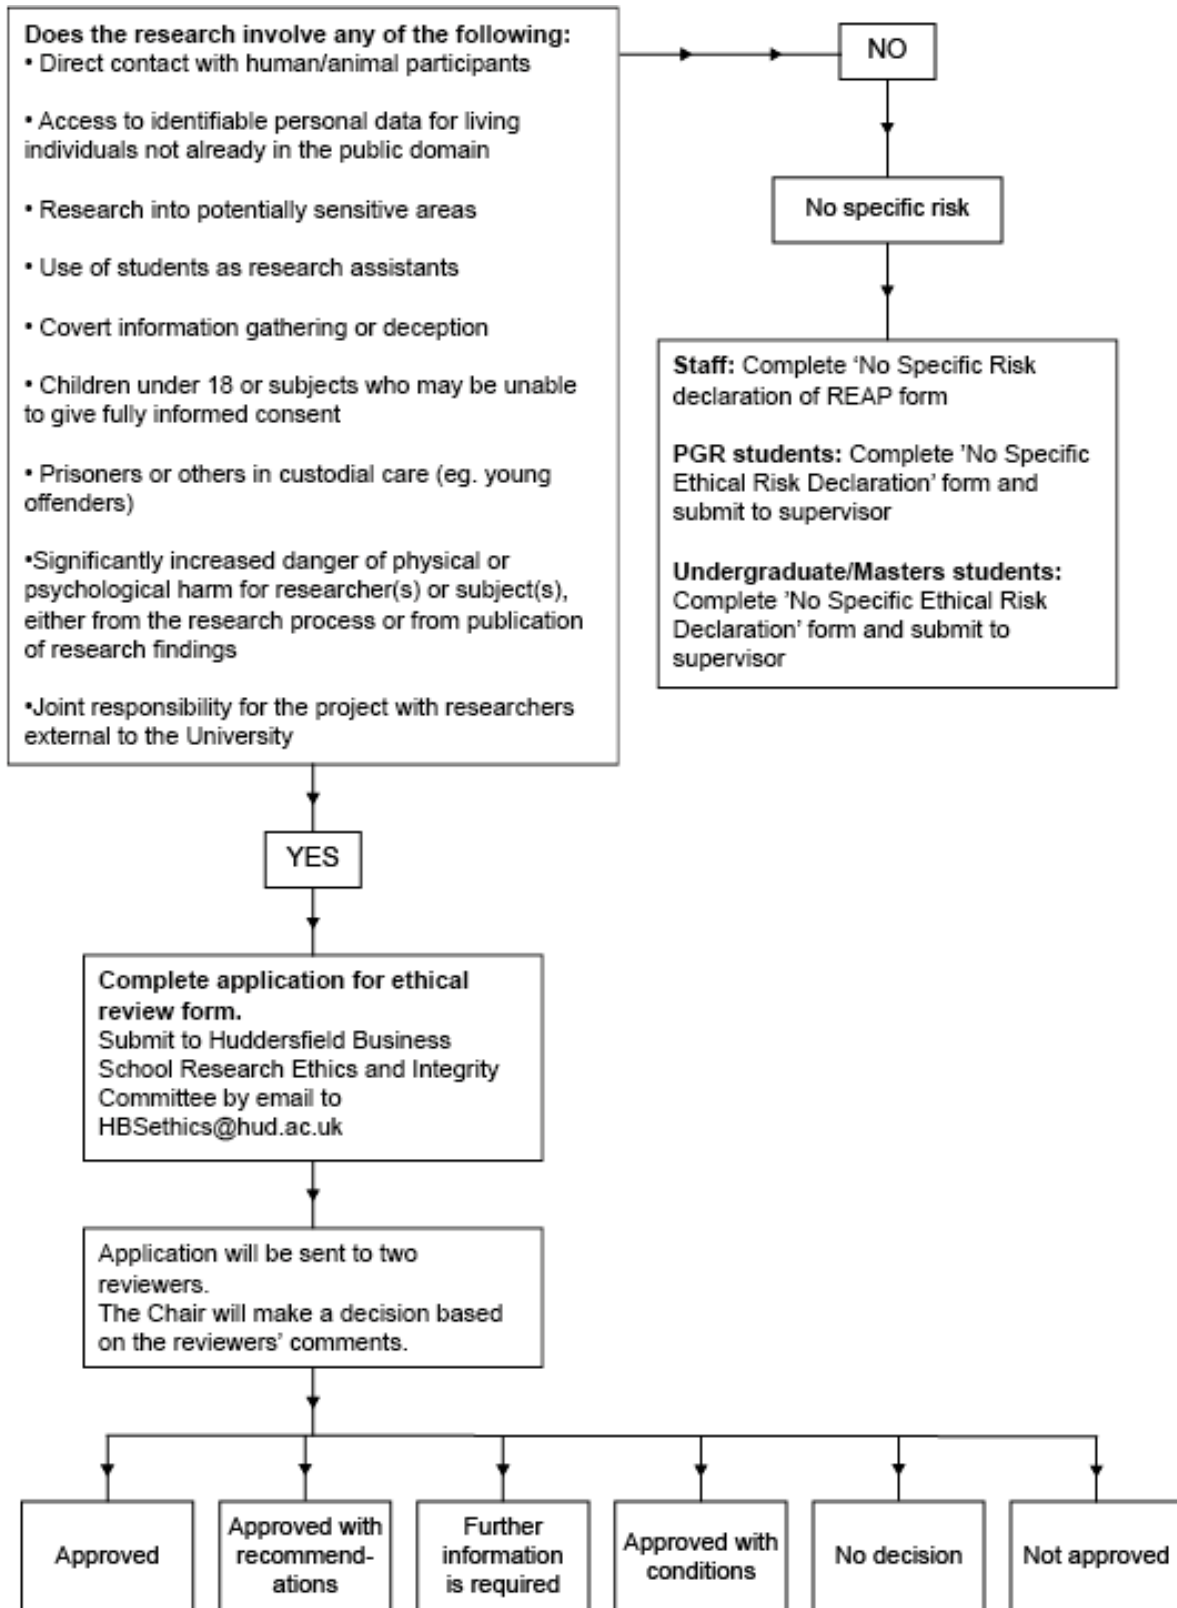 Does the research involve any of the following:
• Direct contact with human/animal participants
• Access to identifiable personal data for living
individuals not already in the public domain
• Research into potentially sensitive areas
• Use of students as research assistants
• Covert information gathering or deception
• Children under 18 or subjects who may be unable
to give fully informed consent
• Prisoners or others in custodial care (eg. young
offenders)
•Significantly increased danger of physical or
psychological harm for researcher(s) or subject(s),
either from the research process or from publication
of research findings
•Joint responsibility for the project with researchers
external to the University
NO
No specific risk
Staff: Complete ‘No Specific Risk
declaration of REAP form
PGR students: Complete ’No Specific
Ethical Risk Declaration’ form and
submit to supervisor
Undergraduate/Masters students:
Complete ’No Specific Ethical Risk
Declaration’ form and submit to
supervisor
YES
Complete application for ethical
review form.
Submit to Huddersfield Business
School Research Ethics and Integrity
Committee by email to
HBSethics@hud.ac.uk
Application will be sent to two
reviewers.
The Chair will make a decision based
on the reviewers’ comments.
Approved
Approved with
recommend-
ations
Further
information
is required
Approved with
conditions
No decision
Not approved